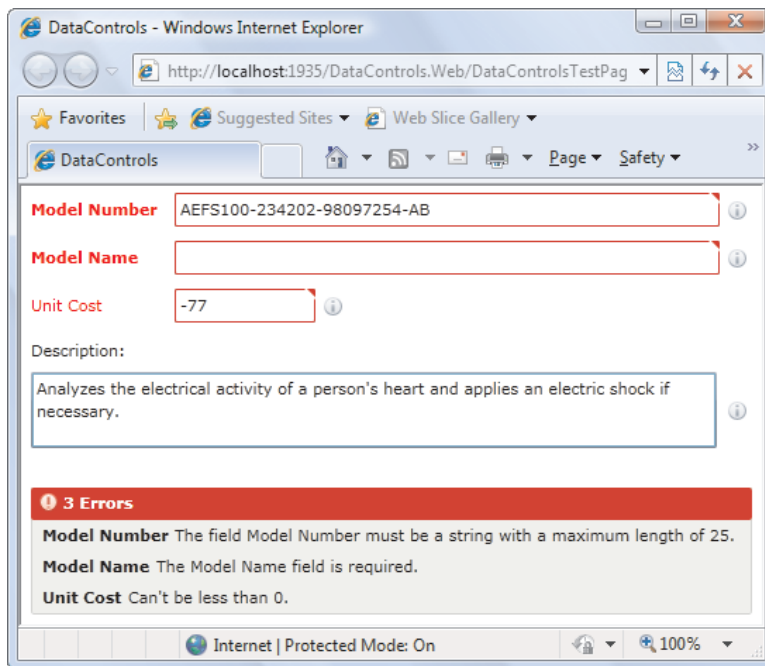 DataControls - Windows Internet Explorer
http://localhost:1935/DataControls.Web/DataControlsTestPag
Favorites Suggested Sites Web Slice Gallery
DataControls Page Safety »
Model Number AEFS100-234202-98097254-AB
Model Name
Unit Cost -77
Description:
Analyzes the electrical activity of a person's heart and applies an electric shock if
necessary.
3 Errors
Model Number The field Model Number must be a string with a maximum length of 25.
Model Name The Model Name field is required.
Unit Cost Can't be less than 0.
Internet | Protected Mode: On 100%